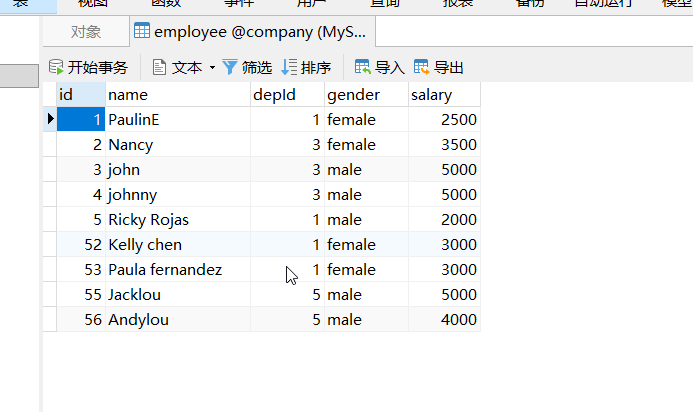 表 视图 函数 事件 用户 查询 报表 备份 自动运行 模型
对象 employee @company (MyS...
开始事务 文本 筛选 排序 导入 导出
id name depId gender salary
1 PaulinE 1 female 2500
2 Nancy 3 female 3500
3 john 3 male 5000
4 johnny 3 male 5000
5 Ricky Rojas 1 male 2000
52 Kelly chen 1 female 3000
53 Paula fernandez 1 female 3000
55 Jacklou 5 male 5000
56 Andylou 5 male 4000